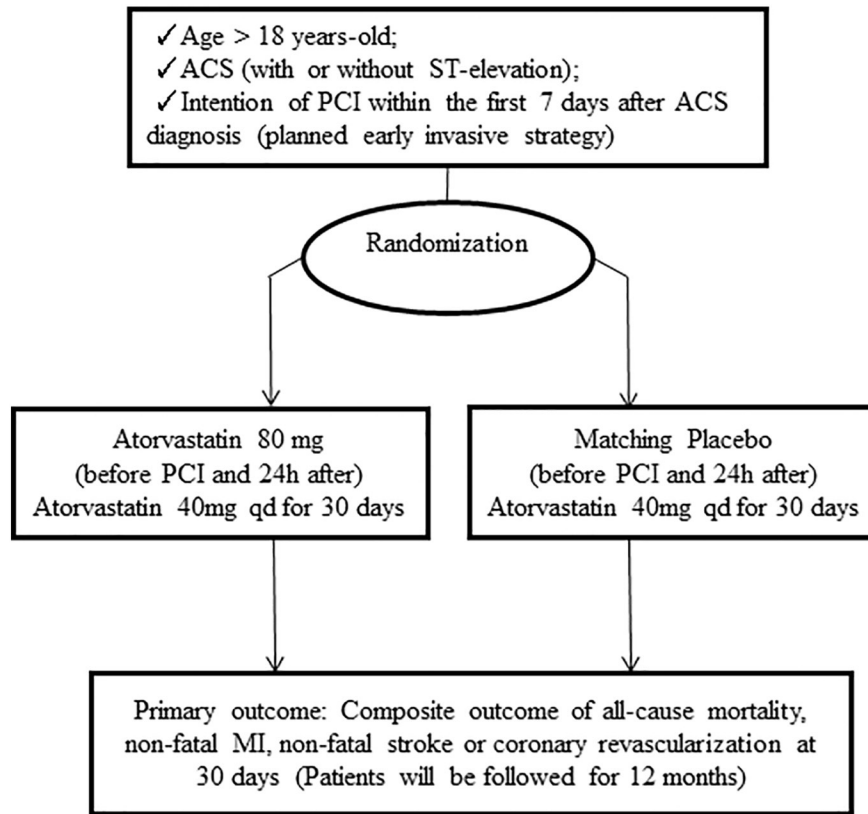 ✓ Age > 18 years-old;
✓ ACS (with or without ST-elevation);
✓ Intention of PCI within the first 7 days after ACS
diagnosis (planned early invasive strategy)
Randomization
Atorvastatin 80 mg
(before PCI and 24h after)
Atorvastatin 40mg qd for 30 days
Matching Placebo
(before PCI and 24h after)
Atorvastatin 40mg qd for 30 days
Primary outcome: Composite outcome of all-cause mortality,
non-fatal MI, non-fatal stroke or coronary revascularization at
30 days (Patients will be followed for 12 months)